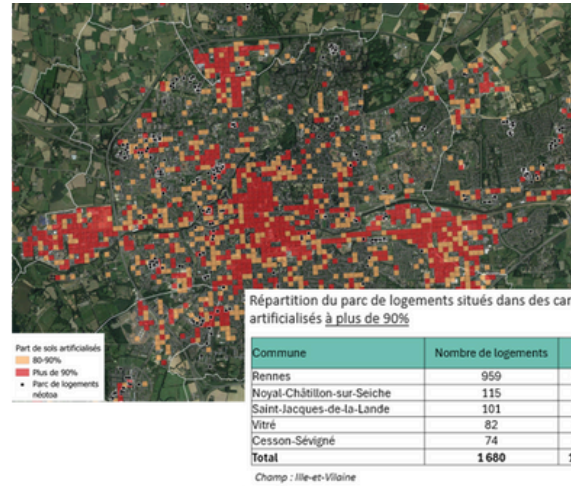 Part de sols artificialisés
80-90%
Plus de 90%
Parc de logements
néotoa
Répartition du parc de logements situés dans des car
artificialisés à plus de 90%
Commune Nombre de logements
Rennes 959
Noyal-Châtillon-sur-Seiche 115
Saint-Jacques-de-la-Lande 101
Vitré 82
Cesson-Sévigné 74
Total 1 680 1
Champ : Ille-et-Vilaine